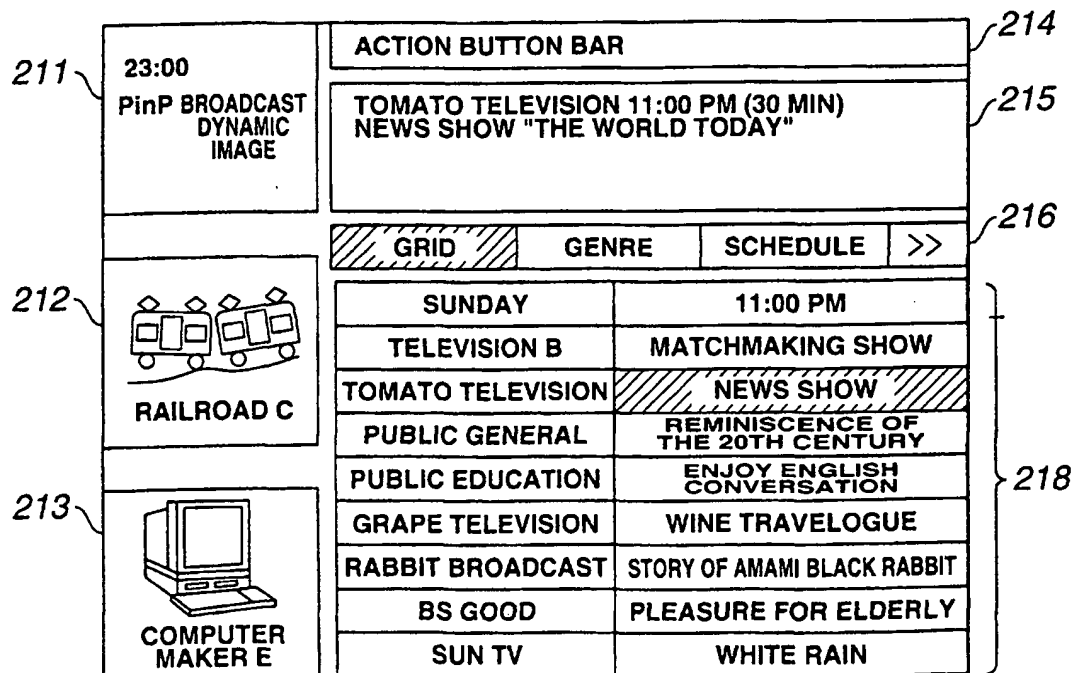 211
23:00
PinP BROADCAST
DYNAMIC
IMAGE
ACTION BUTTON BAR
214
TOMATO TELEVISION 11:00 PM (30 MIN)
NEWS SHOW "THE WORLD TODAY"
215
GRID GENRE SCHEDULE >>
216
212
RAILROAD C
213
COMPUTER
MAKER E
SUNDAY 11:00 PM
TELEVISION B MATCHMAKING SHOW
TOMATO TELEVISION NEWS SHOW
PUBLIC GENERAL REMINISCENCE OF
THE 20TH CENTURY
PUBLIC EDUCATION ENJOY ENGLISH
CONVERSATION
GRAPE TELEVISION WINE TRAVELOGUE
RABBIT BROADCAST STORY OF AMAMI BLACK RABBIT
BS GOOD PLEASURE FOR ELDERLY
SUN TV WHITE RAIN
218